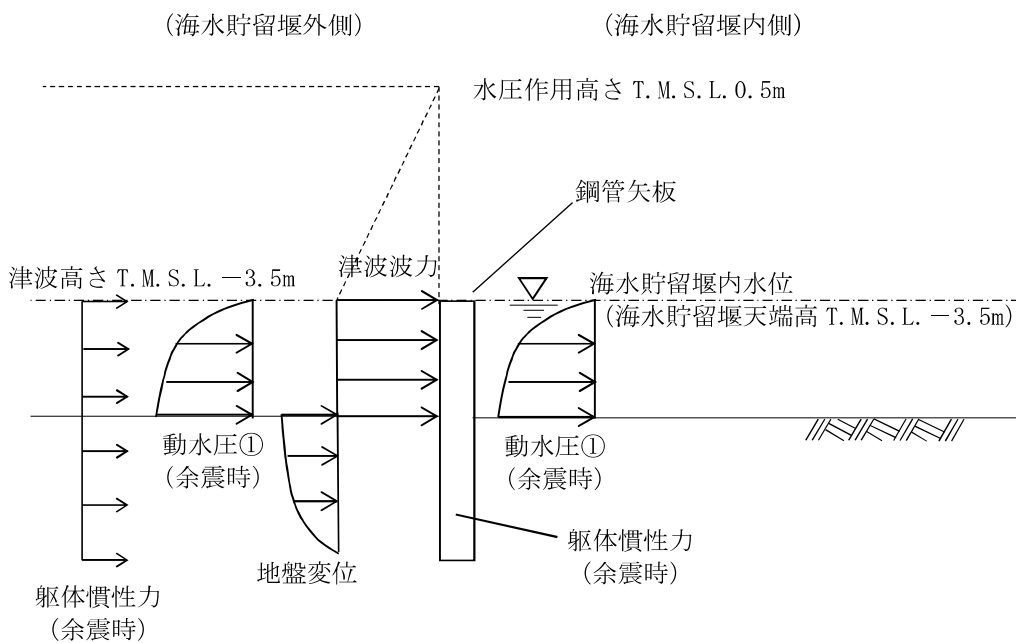 (海水貯留堰外側)
(海水貯留堰内側)
水圧作用高さ T.M.S.L.0.5m
鋼管矢板
津波高さ T.M.S.L.－3.5m
津波波力
海水貯留堰内水位
(海水貯留堰天端高 T.M.S.L.－3.5m)
動水圧①
(余震時)
動水圧①
(余震時)
地盤変位
躯体慣性力
(余震時)
躯体慣性力
(余震時)